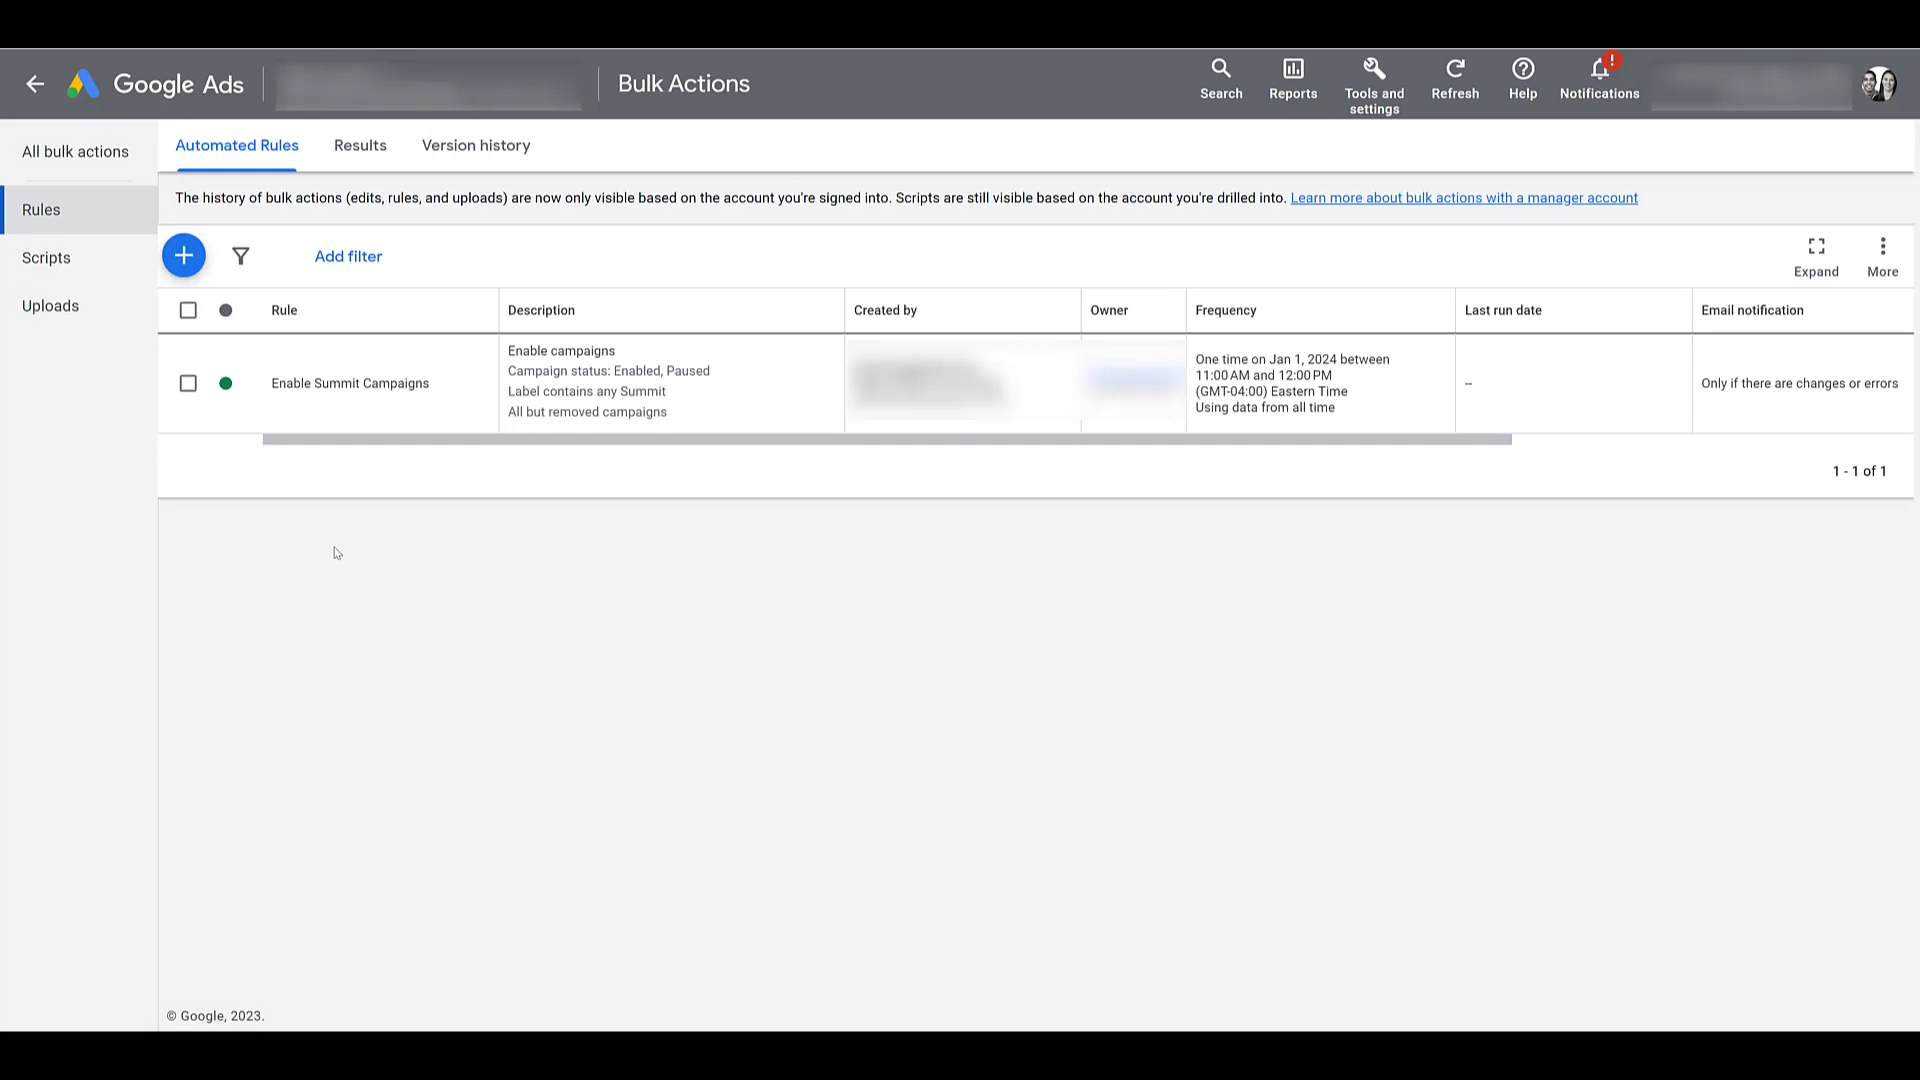 Google Ads
Bulk Actions
Search
Reports
Tools and
settings
Refresh
Help
!
Notifications
All bulk actions
Rules
Scripts
Uploads
Automated Rules
Results
Version history
The history of bulk actions (edits, rules, and uploads) are now only visible based on the account you're signed into. Scripts are still visible based on the account you're drilled into. Learn more about bulk actions with a manager account
Add filter
Expand
More
Rule
Description
Created by
Owner
Frequency
Last run date
Email notification
Enable Summit Campaigns
Enable campaigns
Campaign status: Enabled, Paused
Label contains any Summit
All but removed campaigns
One time on Jan 1, 2024 between
11:00 AM and 12:00 PM
(GMT-04:00) Eastern Time
Using data from all time
–
Only if there are changes or errors
1 - 1 of 1
© Google, 2023.